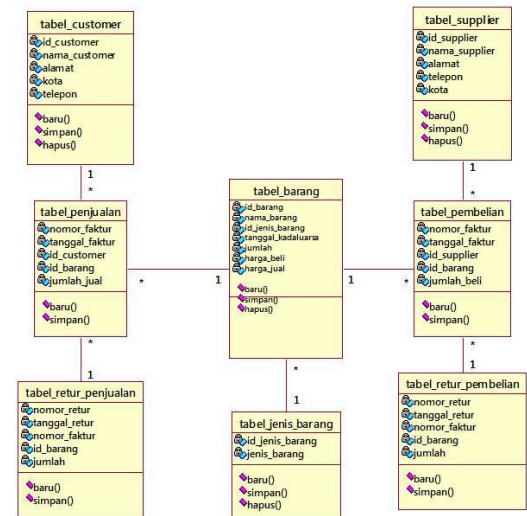 tabel_customer
id_customer
nama_customer
alamat
kota
telepon
baru()
simpan()
hapus()
1
*
tabel_supplier
id_supplier
nama_supplier
alamat
telepon
kota
baru()
simpan()
hapus()
1
*
tabel_penjualan
nomor_faktur
tanggal_faktur
id_customer
id_barang
jumlah_jual
baru()
simpan()
*
1
tabel_barang
id_barang
nama_barang
id_jenis_barang
tanggal_kadaluarsa
jumlah
harga_beli
harga_jual
baru()
simpan()
hapus()
1
*
tabel_pembelian
nomor_faktur
tanggal_faktur
id_supplier
id_barang
jumlah_beli
baru()
simpan()
*
1
*
1
*
1
tabel_retur_penjualan
nomor_retur
tanggal_retur
nomor_faktur
id_barang
jumlah
baru()
simpan()
tabel_jenis_barang
id_jenis_barang
jenis_barang
baru()
simpan()
hapus()
tabel_retur_pembelian
nomor_retur
tanggal_retur
nomor_faktur
id_barang
jumlah
baru()
simpan()